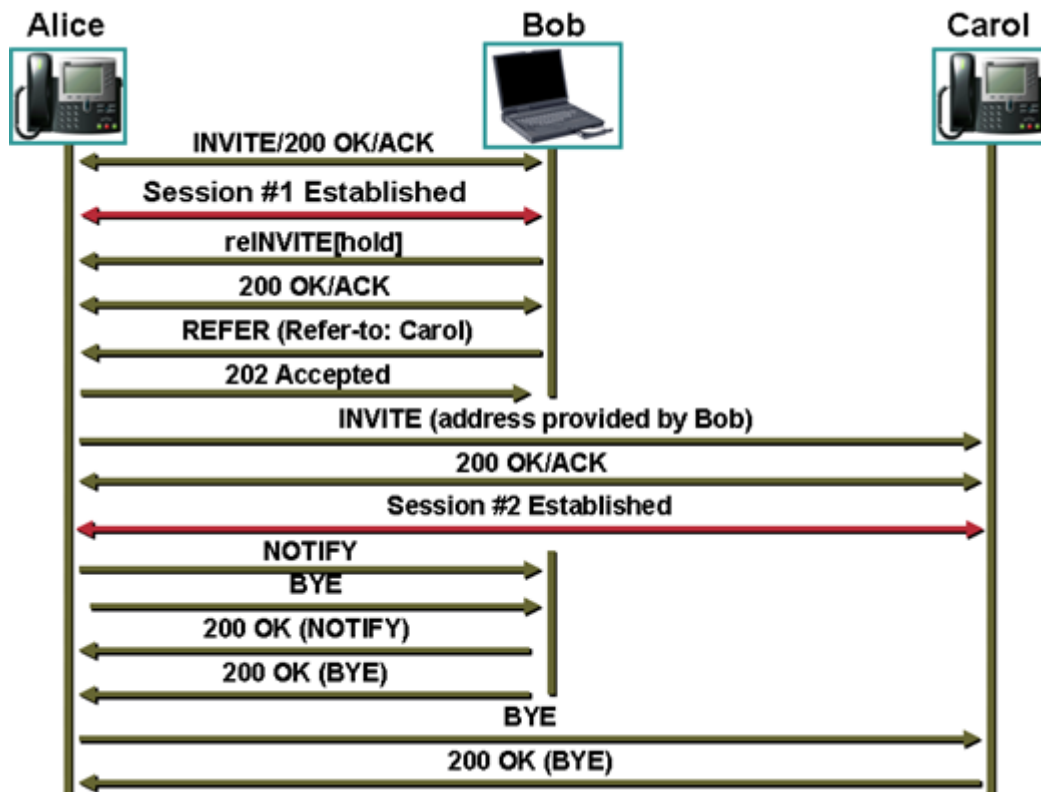 Alice
Bob
Carol
INVITE/200 OK/ACK
Session #1 Established
reINVITE[hold]
200 OK/ACK
REFER (Refer-to: Carol)
202 Accepted
INVITE (address provided by Bob)
200 OK/ACK
Session #2 Established
NOTIFY
BYE
200 OK (NOTIFY)
200 OK (BYE)
BYE
200 OK (BYE)